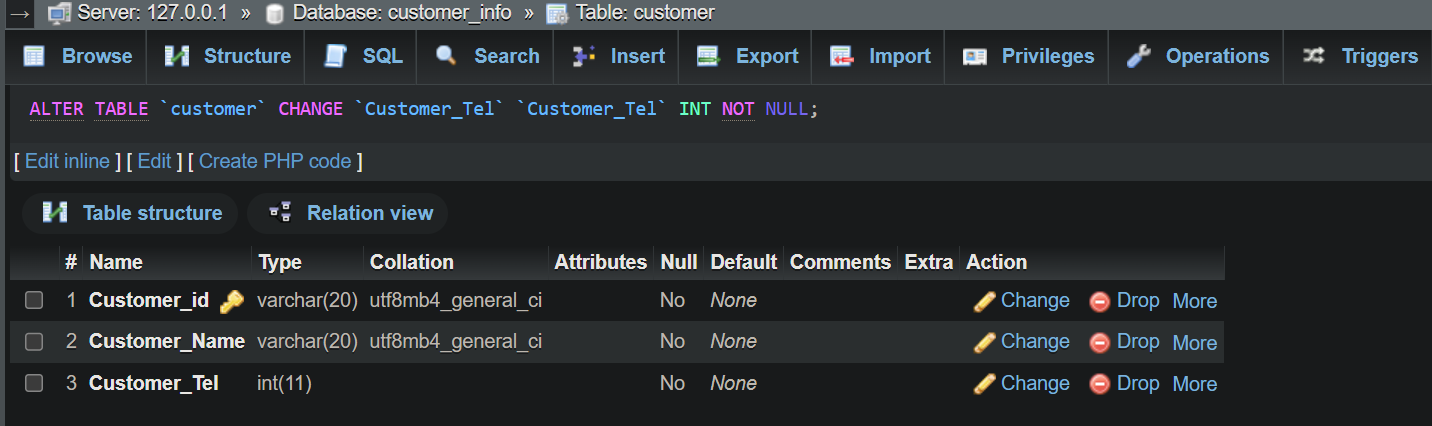 → Server: 127.0.0.1 » Database: customer_info » Table: customer
Browse Structure SQL Search Insert Export Import Privileges Operations Triggers
ALTER TABLE `customer` CHANGE `Customer_Tel` `Customer_Tel` INT NOT NULL;
[ Edit inline ] [ Edit ] [ Create PHP code ]
Table structure Relation view
# Name Type Collation Attributes Null Default Comments Extra Action
1 Customer_id varchar(20) utf8mb4_general_ci No None Change Drop More
2 Customer_Name varchar(20) utf8mb4_general_ci No None Change Drop More
3 Customer_Tel int(11) No None Change Drop More